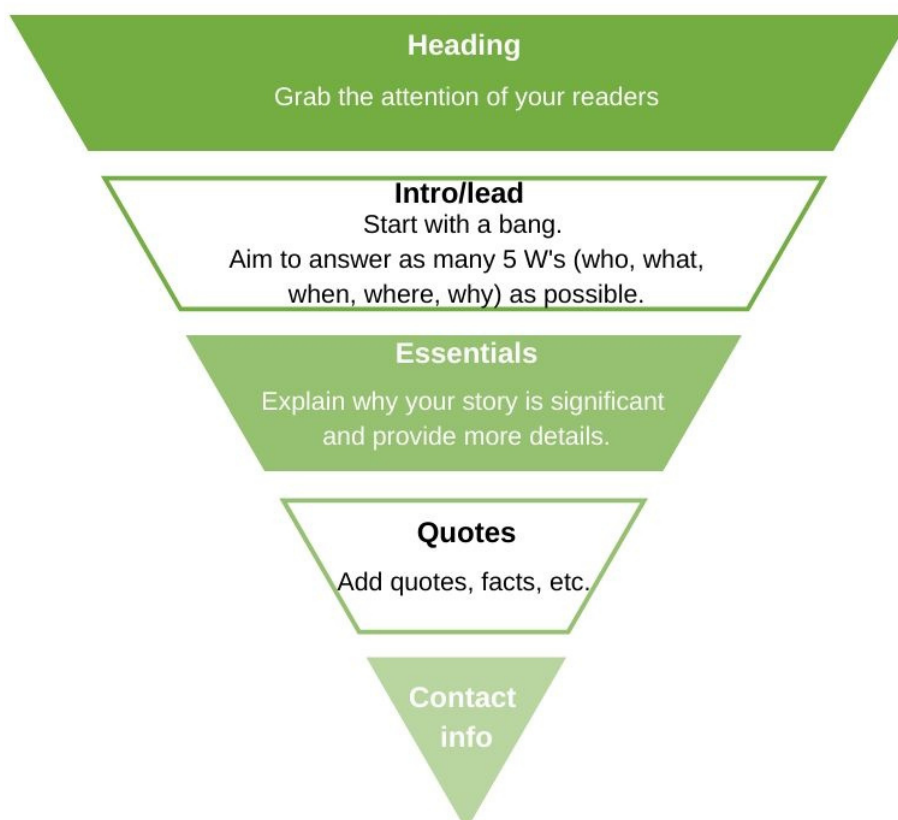 Heading
Grab the attention of your readers
Intro/lead
Start with a bang.
Aim to answer as many 5 W's (who, what,
when, where, why) as possible.
Essentials
Explain why your story is significant
and provide more details.
Quotes
Add quotes, facts, etc.
Contact
info